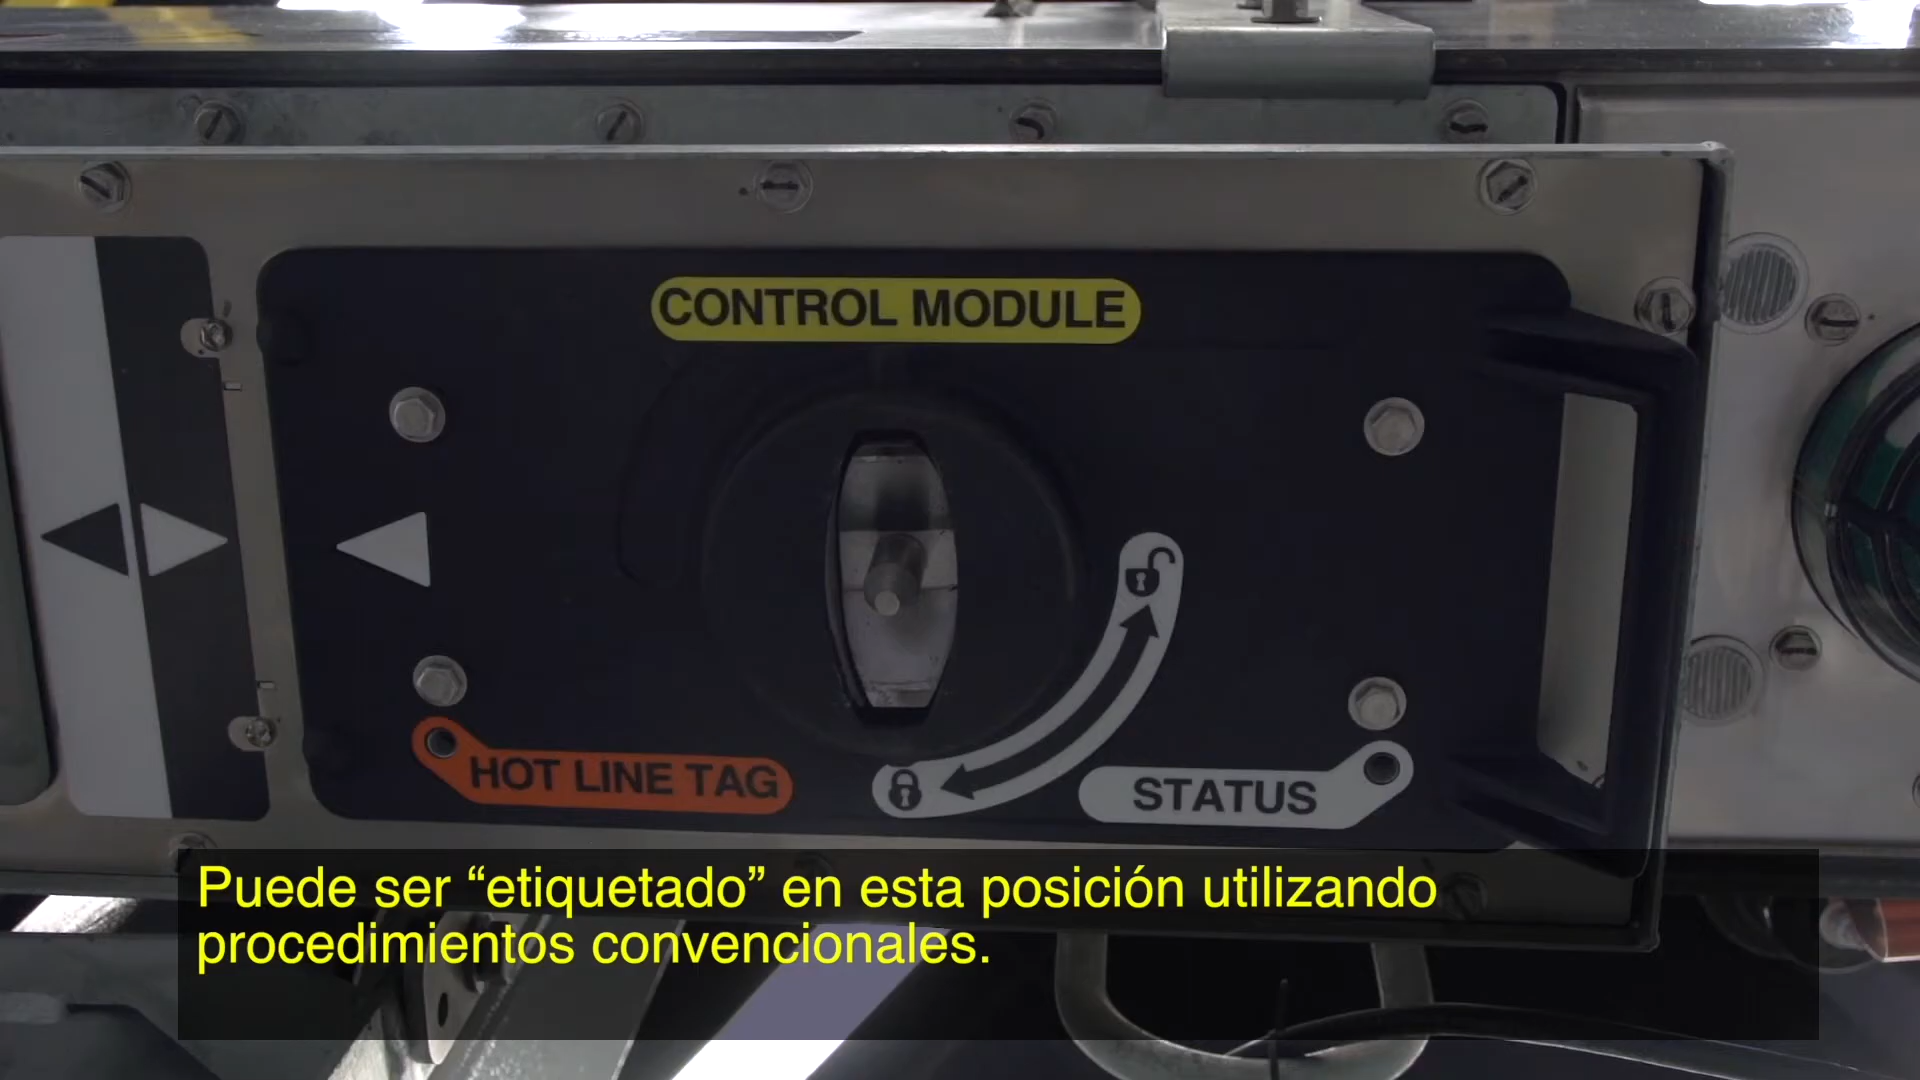 CONTROL MODULE
HOT LINE TAG
STATUS
Puede ser “etiquetado” en esta posición utilizando
procedimientos convencionales.